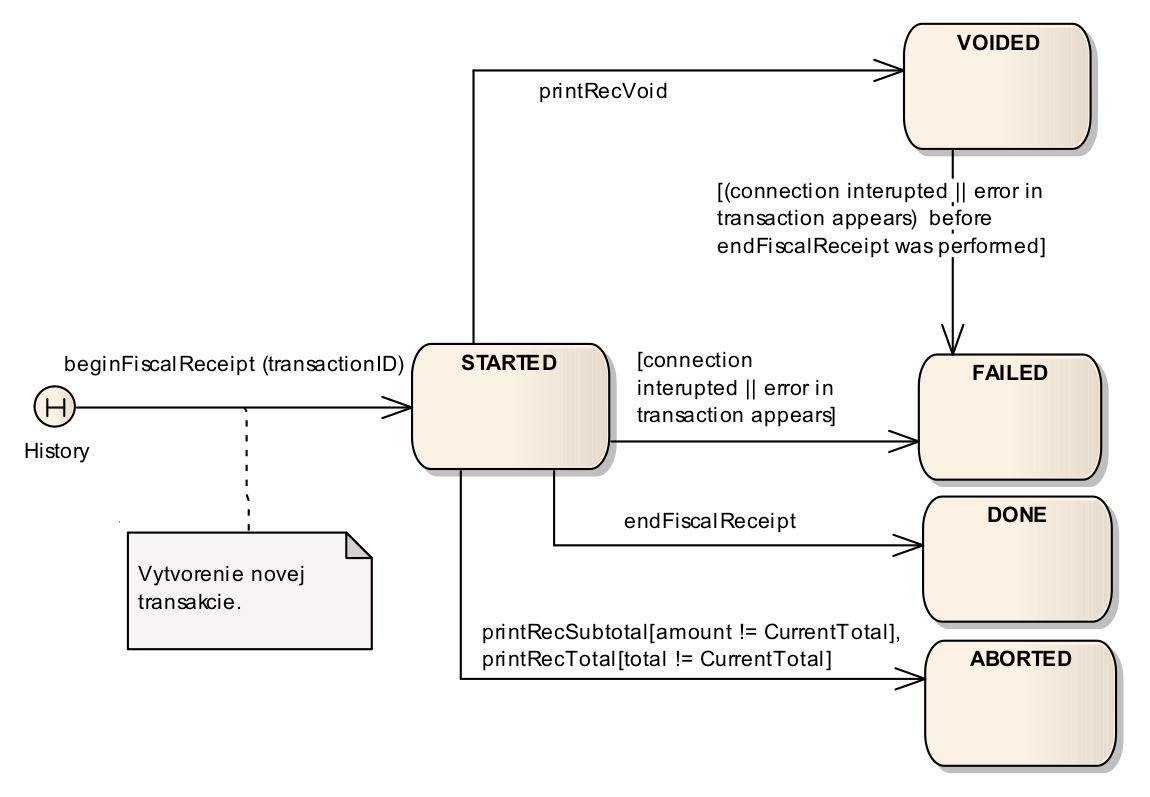 VOIDED
printRecVoid
[(connection interupted || error in
transaction appears)  before
endFiscalReceipt was performed]
beginFiscalReceipt (transactionID)
STARTED
[connection
interupted || error in
transaction appears]
FAILED
H
History
DONE
endFiscalReceipt
Vytvorenie novej
transakcie.
printRecSubtotal[amount != CurrentTotal],
printRecTotal[total != CurrentTotal]
ABORTED